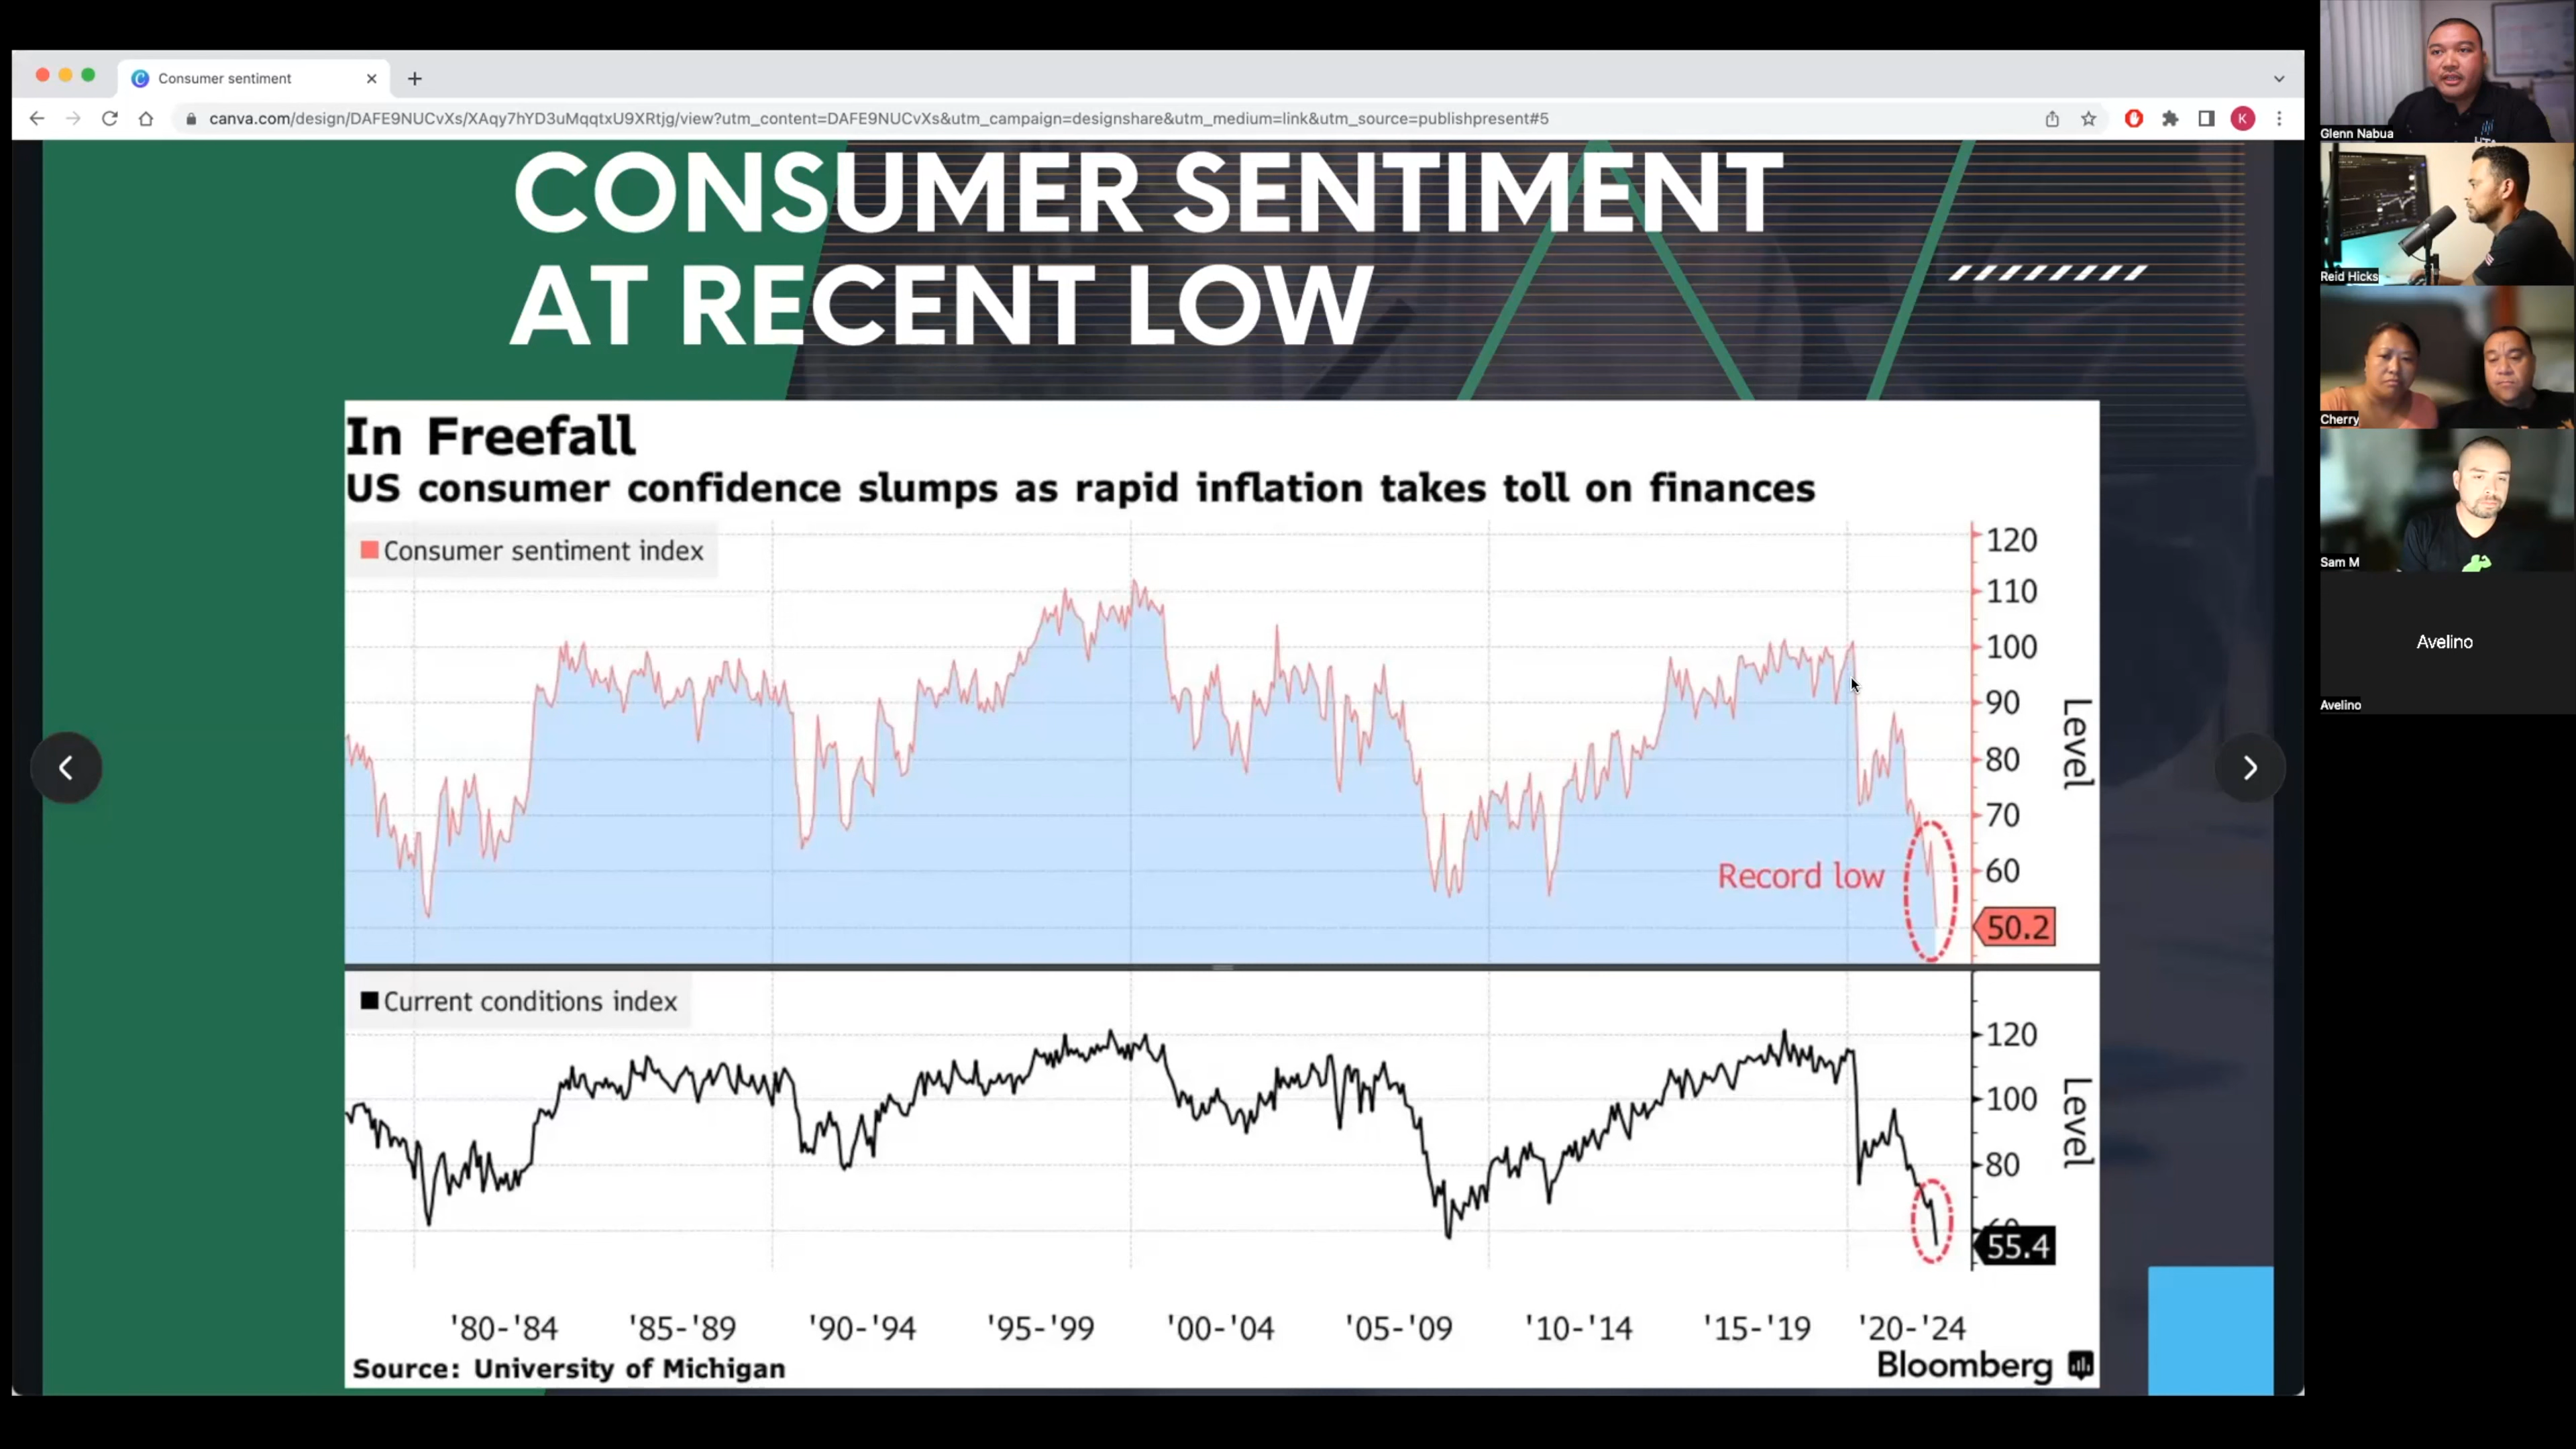 Consumer sentiment
canva.com/design/DAFE9NUCvXs/XAqy7hYD3uMqqtxU9XRtjg/view?utm_content=DAFE9NUCvXs&utm_campaign=designshare&utm_medium=link&utm_source=publishpresent#5
K
CONSUMER SENTIMENT
AT RECENT LOW
In Freefall
US consumer confidence slumps as rapid inflation takes toll on finances
Consumer sentiment index
120
110
100
90
80
70
60
50.2
Level
Record low
Current conditions index
120
100
80
60
55.4
Level
'80-'84 '85-'89 '90-'94 '95-'99 '00-'04 '05-'09 '10-'14 '15-'19 '20-'24
Source: University of Michigan
Bloomberg
Glenn Nabua
Reid Hicks
Cherry
Sam M
Avelino
Avelino